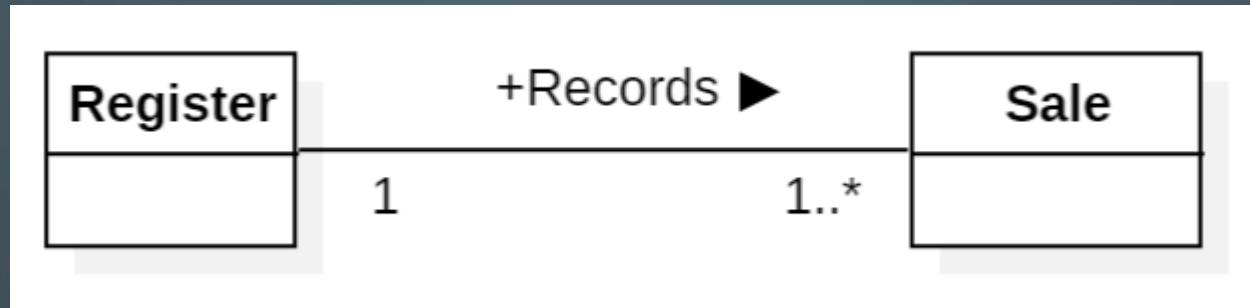 +Records ▶
Register
Sale
1
1..*